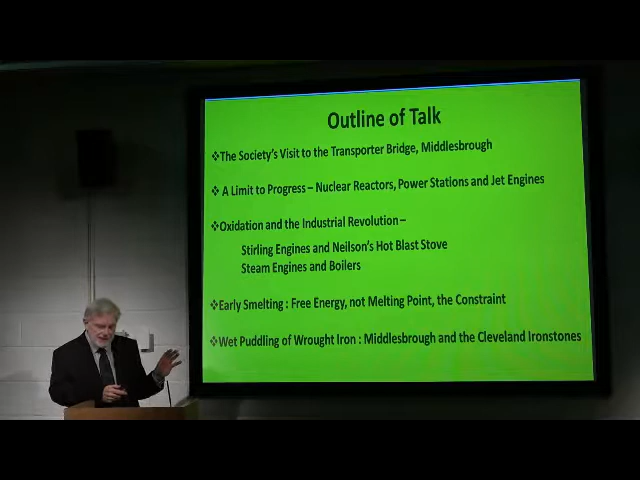 Outline of Talk
❖The Society's Visit to the Transporter Bridge, Middlesbrough
❖ A Limit to Progress – Nuclear Reactors, Power Stations and Jet Engines
❖Oxidation and the Industrial Revolution –
Stirling Engines and Neilson's Hot Blast Stove
Steam Engines and Boilers
❖Early Smelting : Free Energy, not Melting Point, the Constraint
❖Wet Puddling of Wrought Iron : Middlesbrough and the Cleveland Ironstones